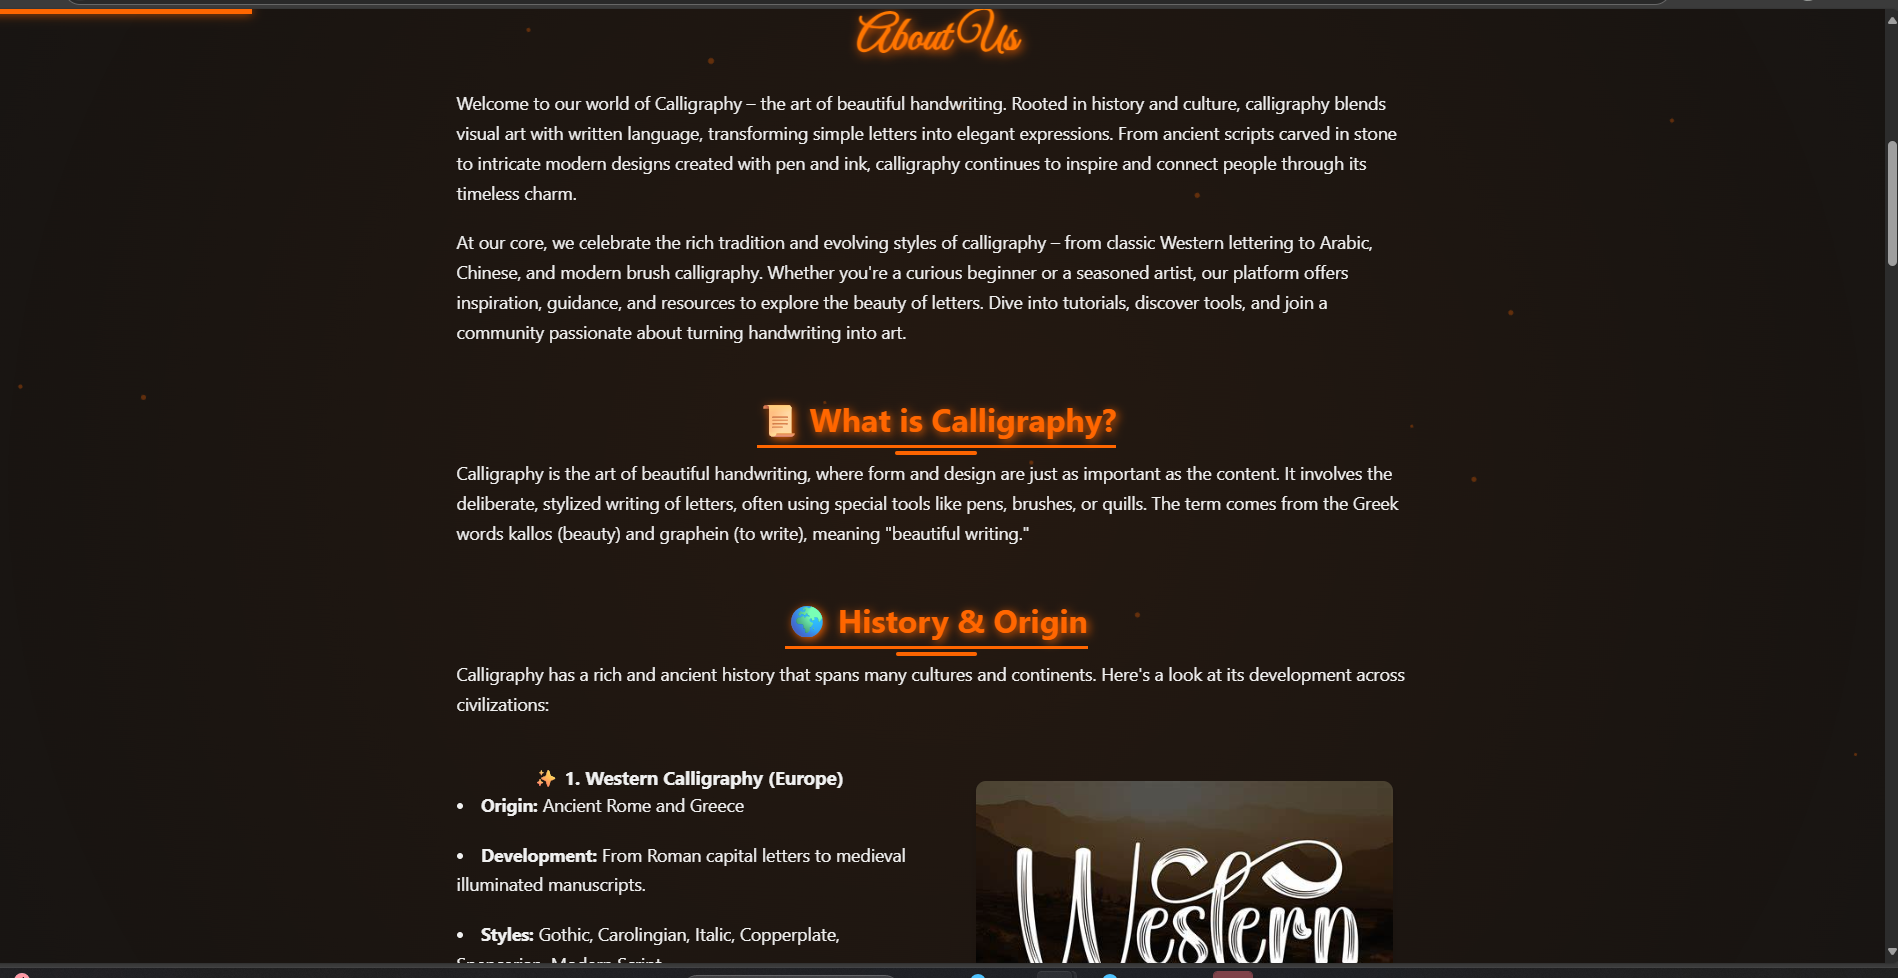 About Us
Welcome to our world of Calligraphy – the art of beautiful handwriting. Rooted in history and culture, calligraphy blends
visual art with written language, transforming simple letters into elegant expressions. From ancient scripts carved in stone
to intricate modern designs created with pen and ink, calligraphy continues to inspire and connect people through its
timeless charm.
At our core, we celebrate the rich tradition and evolving styles of calligraphy – from classic Western lettering to Arabic,
Chinese, and modern brush calligraphy. Whether you're a curious beginner or a seasoned artist, our platform offers
inspiration, guidance, and resources to explore the beauty of letters. Dive into tutorials, discover tools, and join a
community passionate about turning handwriting into art.
📜 What is Calligraphy?
Calligraphy is the art of beautiful handwriting, where form and design are just as important as the content. It involves the
deliberate, stylized writing of letters, often using special tools like pens, brushes, or quills. The term comes from the Greek
words kallos (beauty) and graphein (to write), meaning "beautiful writing."
🌍 History & Origin
Calligraphy has a rich and ancient history that spans many cultures and continents. Here's a look at its development across
civilizations:
✨ 1. Western Calligraphy (Europe)
• Origin: Ancient Rome and Greece
• Development: From Roman capital letters to medieval
illuminated manuscripts.
• Styles: Gothic, Carolingian, Italic, Copperplate,
Spencerian, Modern Script
Western